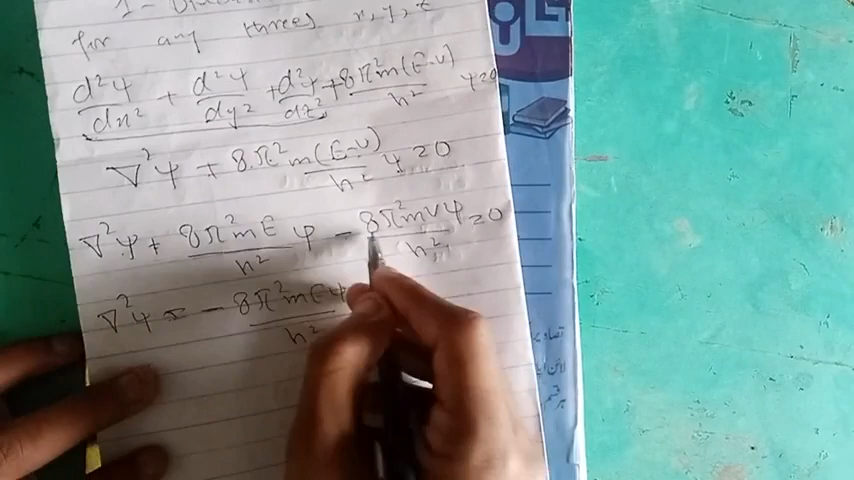 for any threes x, y, z
d²ψ/dx² + d²ψ/dy² + d²ψ/dz² + 8π²m(E-V)/h² ψ=0
∇²ψ + 8π²m(E-V)/h² ψ=0
∇²ψ + 8π²mE/h² ψ - 8π²mVψ/h² =0
∇²ψ = - 8π²mEψ/h²
تصاویر